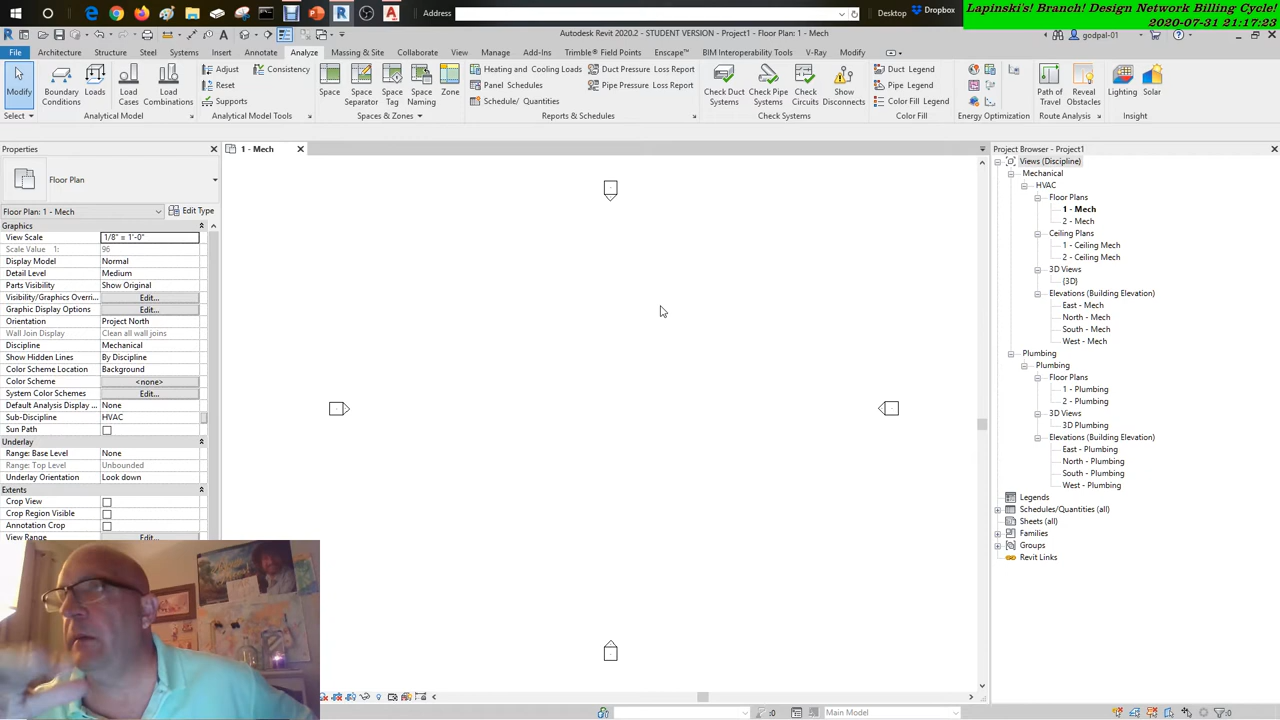 Address
Desktop
Dropbox
Lapinski's! Branch! Design Network Billing Cycle!
2020-07-31 21:17:23
Autodesk Revit 2020.2 - STUDENT VERSION - Project1 - Floor Plan: 1 - Mech
godpal-01
File Architecture Structure Steel Systems Insert Annotate Analyze Massing & Site Collaborate View Manage Add-Ins Trimble® Field Points Enscape™ BIM Interoperability Tools V-Ray Modify
Modify
Select
Boundary Conditions
Loads
Load Cases
Load Combinations
Analytical Model
Adjust
Reset
Supports
Consistency
Analytical Model Tools
Space
Space Separator
Space Tag
Space Naming
Zone
Spaces & Zones
Heating and Cooling Loads
Panel Schedules
Schedule/ Quantities
Duct Pressure Loss Report
Pipe Pressure Loss Report
Reports & Schedules
Check Duct Systems
Check Pipe Systems
Check Circuits
Show Disconnects
Check Systems
Duct Legend
Pipe Legend
Color Fill Legend
Color Fill
Energy Optimization
Path of Travel
Reveal Obstacles
Route Analysis
Lighting
Solar
Insight
Properties
Floor Plan
Floor Plan: 1 - Mech
Edit Type
Graphics
View Scale 1/8" = 1'-0"
Scale Value 1: 96
Display Model Normal
Detail Level Medium
Parts Visibility Show Original
Visibility/Graphics Overri... Edit...
Graphic Display Options Edit...
Orientation Project North
Wall Join Display Clean all wall joins
Discipline Mechanical
Show Hidden Lines By Discipline
Color Scheme Location Background
Color Scheme <none>
System Color Schemes Edit...
Default Analysis Display ... None
Sub-Discipline HVAC
Sun Path
Underlay
Range: Base Level None
Range: Top Level Unbounded
Underlay Orientation Look down
Extents
Crop View
Crop Region Visible
Annotation Crop
View Range Edit...
1 - Mech
Project Browser - Project1
Views (Discipline)
Mechanical
HVAC
Floor Plans
1 - Mech
2 - Mech
Ceiling Plans
1 - Ceiling Mech
2 - Ceiling Mech
3D Views
{3D}
Elevations (Building Elevation)
East - Mech
North - Mech
South - Mech
West - Mech
Plumbing
Plumbing
Floor Plans
1 - Plumbing
2 - Plumbing
3D Views
3D Plumbing
Elevations (Building Elevation)
East - Plumbing
North - Plumbing
South - Plumbing
West - Plumbing
Legends
Schedules/Quantities (all)
Sheets (all)
Families
Groups
Revit Links
:0
Main Model
:0